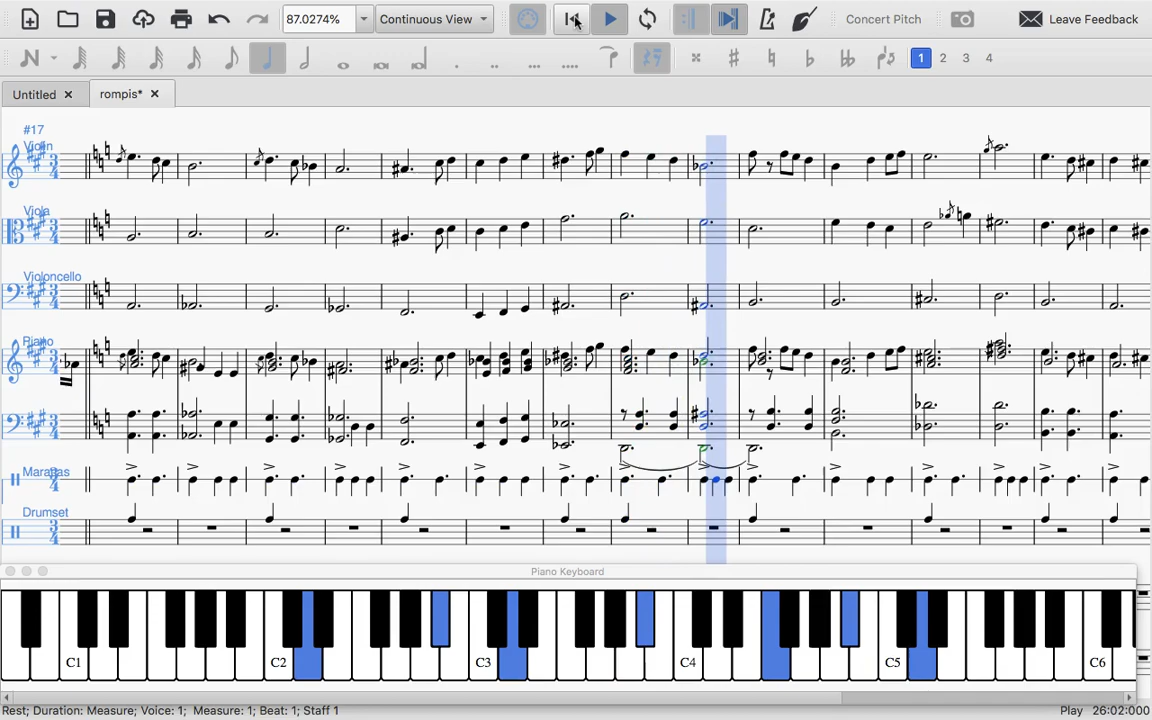 87.0274% Continuous View Concert Pitch Leave Feedback
1 2 3 4
Untitled rompis*
#17
Violin
Viola
Violoncello
Piano
Maracas
Drumset
Piano Keyboard
C1 C2 C3 C4 C5 C6
Rest; Duration: Measure; Voice: 1; Measure: 1; Beat: 1; Staff 1 Play 26:02:000